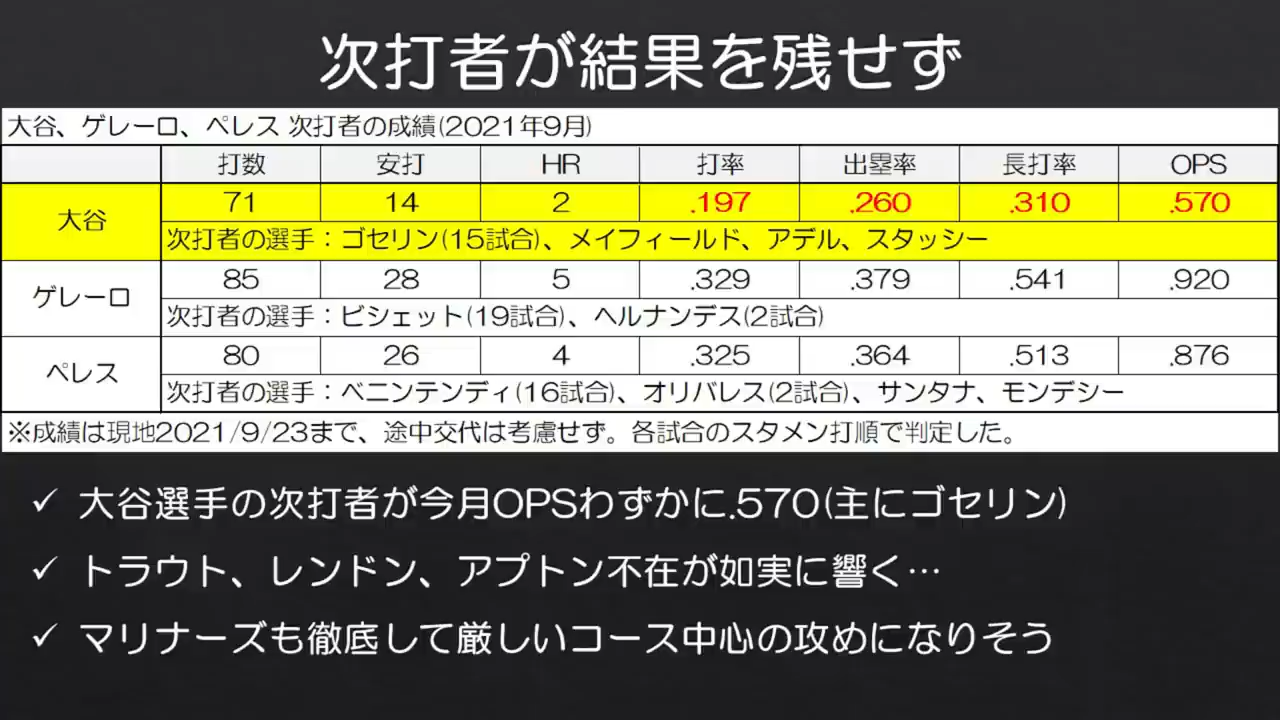 次打者が結果を残せず
大谷、ゲレーロ、ペレス 次打者の成績(2021年9月)
打数 安打 HR 打率 出塁率 長打率 OPS
大谷 71 14 2 .197 .260 .310 .570
次打者の選手：ゴセリン(15試合)、メイフィールド、アデル、スタッシー
ゲレーロ 85 28 5 .329 .379 .541 .920
次打者の選手：ビシェット(19試合)、ヘルナンデス(2試合)
ペレス 80 26 4 .325 .364 .513 .876
次打者の選手：ベニンテンディ(16試合)、オリバレス(2試合)、サンタナ、モンデシー
※成績は現地2021/9/23まで、途中交代は考慮せず。各試合のスタメン打順で判定した。
✓ 大谷選手の次打者が今月OPSわずかに.570(主にゴセリン)
✓ トラウト、レンドン、アプトン不在が如実に響く…
✓ マリナーズも徹底して厳しいコース中心の攻めになりそう